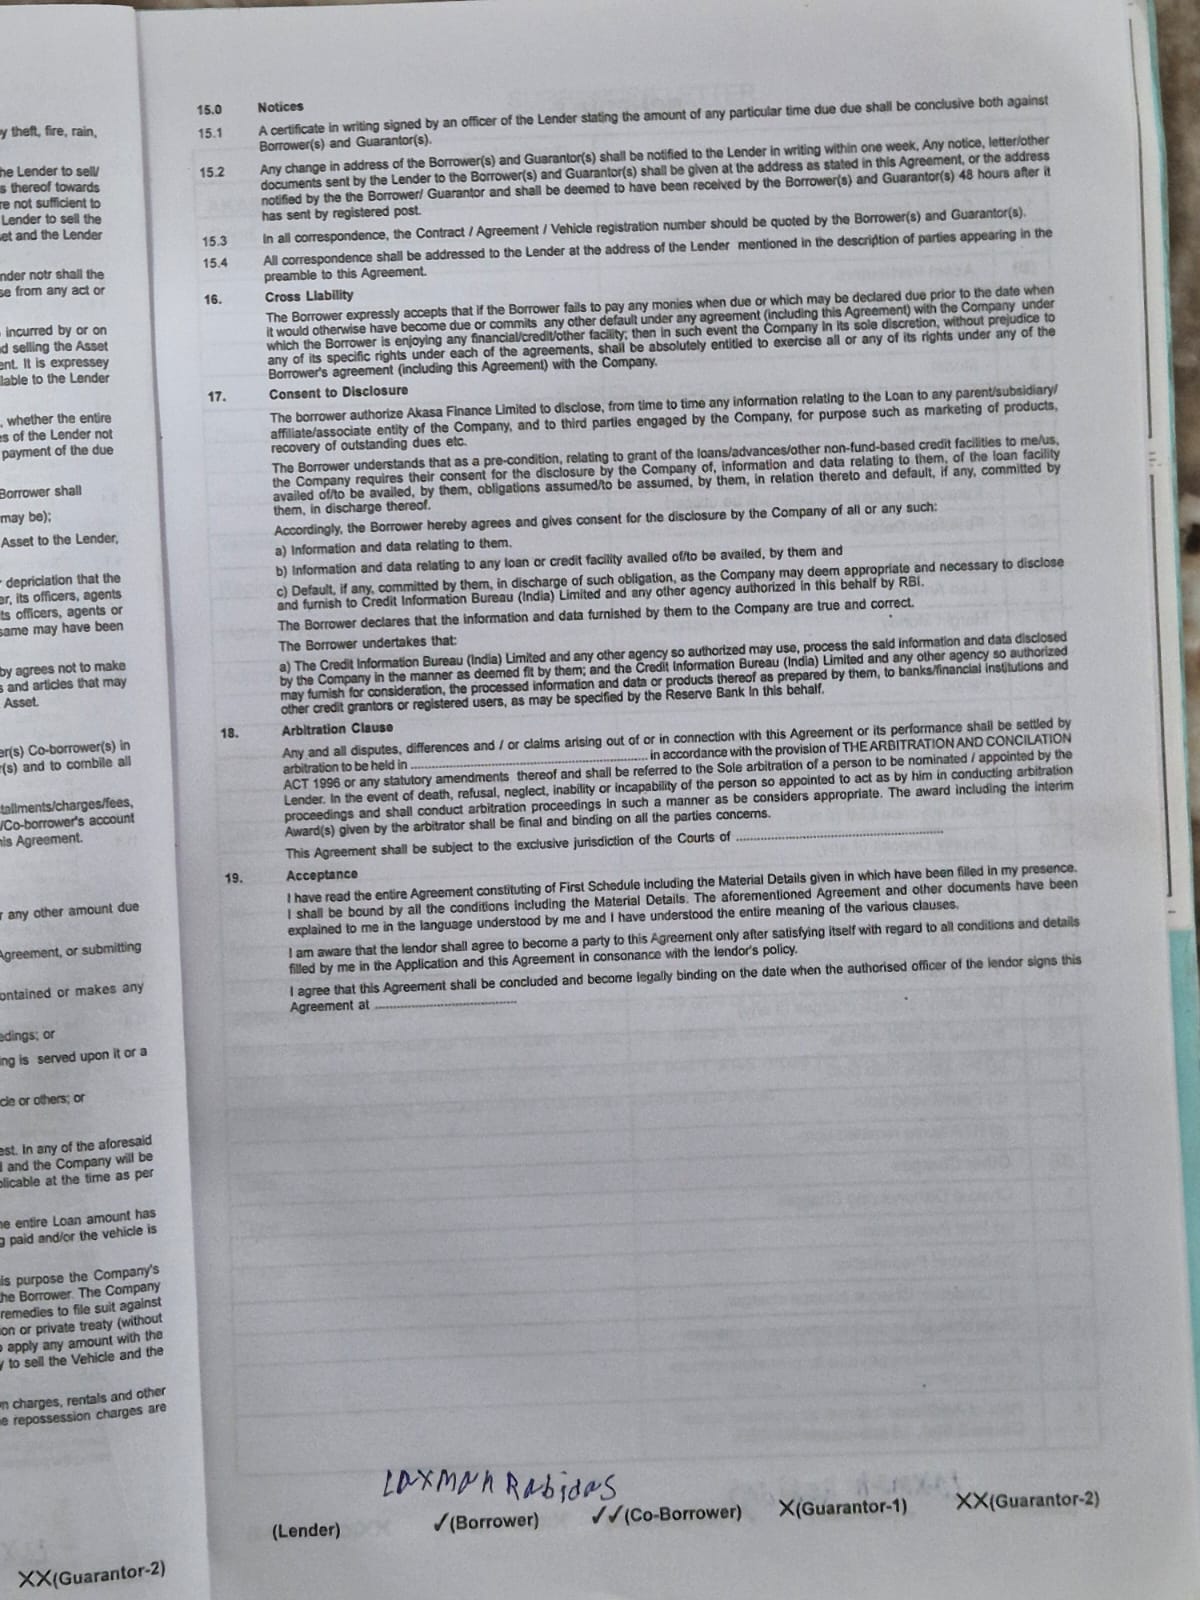 y theft, fire, rain,
he Lender to sell/
s thereof towards
re not sufficient to
Lender to sell the
et and the Lender
nder notr shall the
se from any act or
incurred by or on
d selling the Asset
ent. It is expressey
lable to the Lender
, whether the entire
es of the Lender not
payment of the due
Borrower shall
may be);
Asset to the Lender,
depriciation that the
er, its officers, agents
its officers, agents or
same may have been
by agrees not to make
s and articles that may
Asset.
er(s) Co-borrower(s) in
r(s) and to combile all
tallments/charges/fees,
/Co-borrower's account
his Agreement.
r any other amount due
Agreement, or submitting
ontained or makes any
edings; or
ng is served upon it or a
cle or others; or
est. In any of the aforesaid
and the Company will be
plicable at the time as per
he entire Loan amount has
g paid and/or the vehicle is
is purpose the Company's
the Borrower. The Company
remedies to file suit against
ion or private treaty (without
o apply any amount with the
y to sell the Vehicle and the
n charges, rentals and other
e repossession charges are
XX(Guarantor-2)
15.0 Notices
15.1 A certificate in writing signed by an officer of the Lender stating the amount of any particular time due due shall be conclusive both against
Borrower(s) and Guarantor(s).
15.2 Any change in address of the Borrower(s) and Guarantor(s) shall be notified to the Lender in writing within one week, Any notice, letter/other
documents sent by the Lender to the Borrower(s) and Guarantor(s) shall be given at the address as stated in this Agreement, or the address
notified by the the Borrower/ Guarantor and shall be deemed to have been received by the Borrower(s) and Guarantor(s) 48 hours after it
has sent by registered post.
15.3 In all correspondence, the Contract / Agreement / Vehicle registration number should be quoted by the Borrower(s) and Guarantor(s).
15.4 All correspondence shall be addressed to the Lender at the address of the Lender mentioned in the description of parties appearing in the
preamble to this Agreement.
16. Cross Liability
The Borrower expressly accepts that if the Borrower fails to pay any monies when due or which may be declared due prior to the date when
it would otherwise have become due or commits any other default under any agreement (including this Agreement) with the Company under
which the Borrower is enjoying any financial/credit/other facility; then in such event the Company in its sole discretion, without prejudice to
any of its specific rights under each of the agreements, shall be absolutely entitled to exercise all or any of its rights under any of the
Borrower's agreement (including this Agreement) with the Company.
17. Consent to Disclosure
The borrower authorize Akasa Finance Limited to disclose, from time to time any information relating to the Loan to any parent/subsidiary/
affiliate/associate entity of the Company, and to third parties engaged by the Company, for purpose such as marketing of products,
recovery of outstanding dues etc.
The Borrower understands that as a pre-condition, relating to grant of the loans/advances/other non-fund-based credit facilities to me/us,
the Company requires their consent for the disclosure by the Company of, information and data relating to them, of the loan facility
availed of/to be availed, by them, obligations assumed/to be assumed, by them, in relation thereto and default, if any, committed by
them, in discharge thereof.
Accordingly, the Borrower hereby agrees and gives consent for the disclosure by the Company of all or any such:
a) Information and data relating to them.
b) Information and data relating to any loan or credit facility availed of/to be availed, by them and
c) Default, if any, committed by them, in discharge of such obligation, as the Company may deem appropriate and necessary to disclose
and furnish to Credit Information Bureau (India) Limited and any other agency authorized in this behalf by RBI.
The Borrower declares that the information and data furnished by them to the Company are true and correct.
The Borrower undertakes that:
a) The Credit Information Bureau (India) Limited and any other agency so authorized may use, process the said information and data disclosed
by the Company in the manner as deemed fit by them; and the Credit Information Bureau (India) Limited and any other agency so authorized
may furnish for consideration, the processed information and data or products thereof as prepared by them, to banks/financial institutions and
other credit grantors or registered users, as may be specified by the Reserve Bank in this behalf.
18. Arbitration Clause
Any and all disputes, differences and / or claims arising out of or in connection with this Agreement or its performance shall be settled by
arbitration to be held in ........................................ in accordance with the provision of THE ARBITRATION AND CONCILATION
ACT 1996 or any statutory amendments thereof and shall be referred to the Sole arbitration of a person to be nominated / appointed by the
Lender. In the event of death, refusal, neglect, inability or incapability of the person so appointed to act as by him in conducting arbitration
proceedings and shall conduct arbitration proceedings in such a manner as be considers appropriate. The award including the interim
Award(s) given by the arbitrator shall be final and binding on all the parties concerns.
This Agreement shall be subject to the exclusive jurisdiction of the Courts of ........................................
19. Acceptance
I have read the entire Agreement constituting of First Schedule including the Material Details given in which have been filled in my presence.
I shall be bound by all the conditions including the Material Details. The aforementioned Agreement and other documents have been
explained to me in the language understood by me and I have understood the entire meaning of the various clauses.
I am aware that the lendor shall agree to become a party to this Agreement only after satisfying itself with regard to all conditions and details
filled by me in the Application and this Agreement in consonance with the lendor's policy.
I agree that this Agreement shall be concluded and become legally binding on the date when the authorised officer of the lendor signs this
Agreement at ........................................
Laxman Rabidas
(Lender) ✓(Borrower) ✓✓(Co-Borrower) X(Guarantor-1) XX(Guarantor-2)